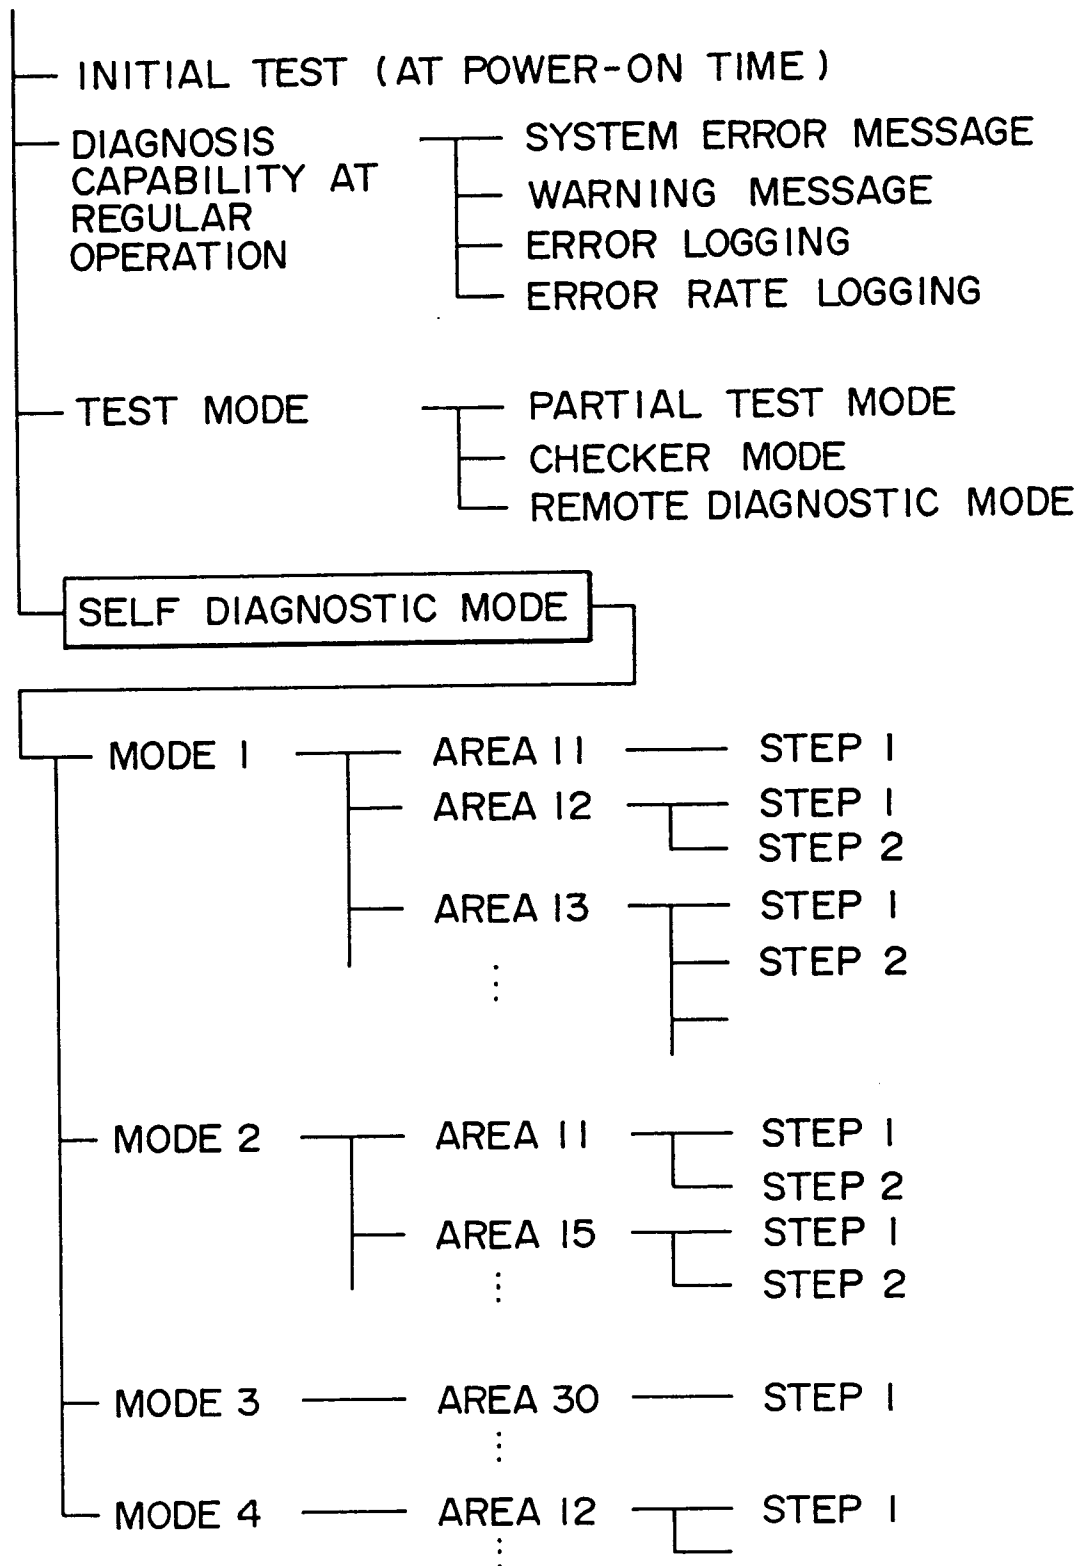 INITIAL TEST (AT POWER-ON TIME)
DIAGNOSIS
CAPABILITY AT
REGULAR
OPERATION
SYSTEM ERROR MESSAGE
WARNING MESSAGE
ERROR LOGGING
ERROR RATE LOGGING
TEST MODE
PARTIAL TEST MODE
CHECKER MODE
REMOTE DIAGNOSTIC MODE
SELF DIAGNOSTIC MODE
MODE 1
AREA 11
STEP 1
AREA 12
STEP 1
STEP 2
AREA 13
STEP 1
STEP 2
MODE 2
AREA 11
STEP 1
STEP 2
AREA 15
STEP 1
STEP 2
MODE 3
AREA 30
STEP 1
MODE 4
AREA 12
STEP 1